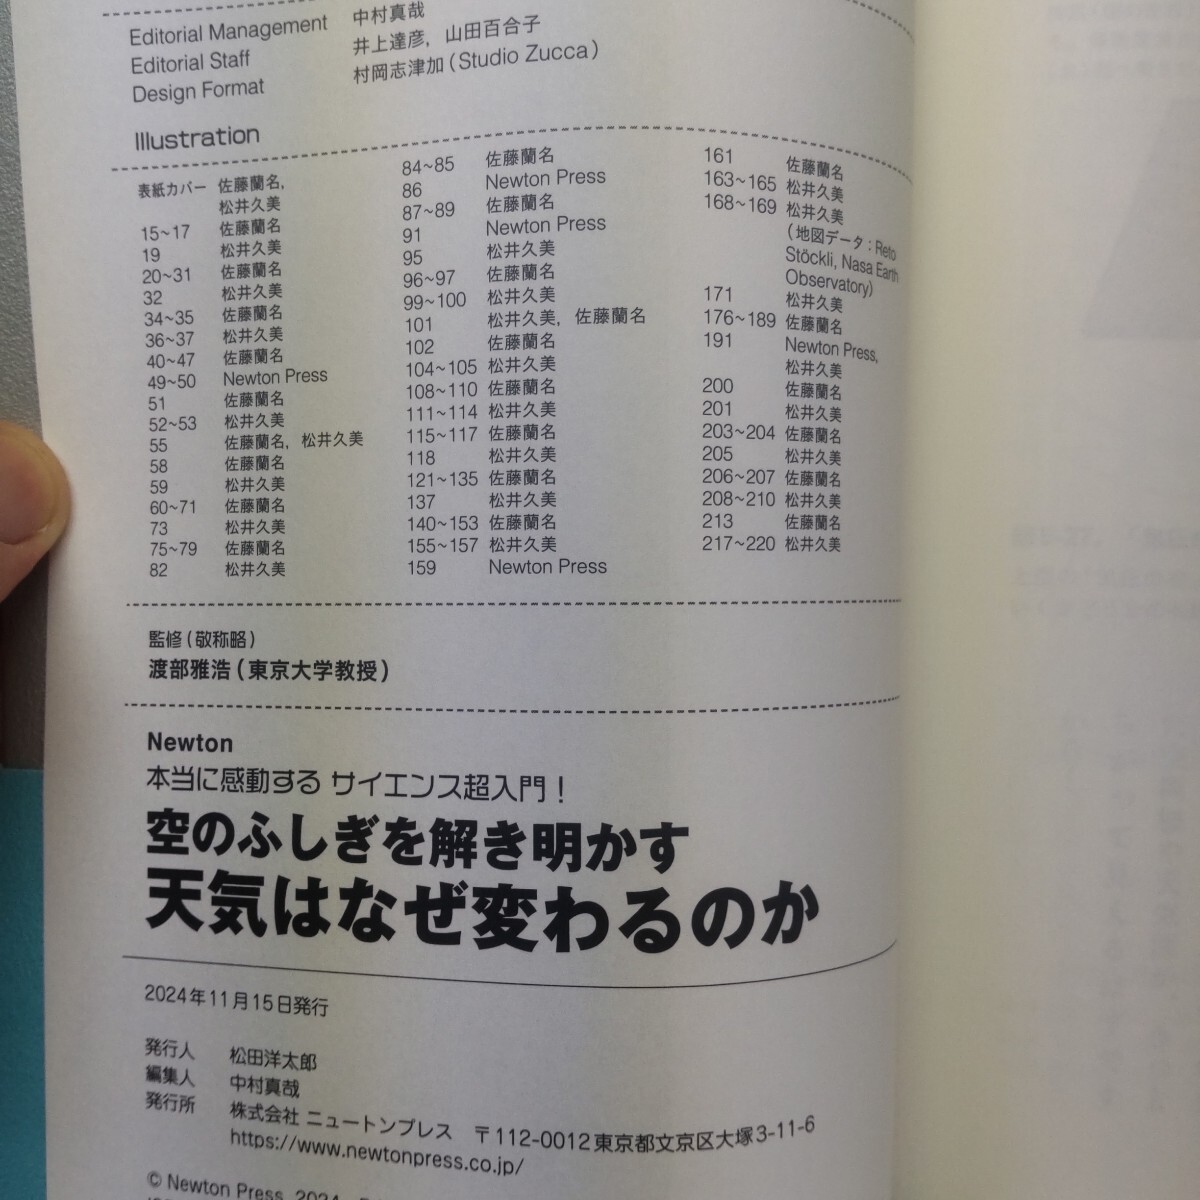 Editorial Management 中村真哉
Editorial Staff 井上達彦，山田百合子
Design Format 村岡志津加（Studio Zucca）
Illustration
表紙カバー 佐藤蘭名，
松井久美
15~17 佐藤蘭名
19 松井久美
20~31 佐藤蘭名
32 松井久美
34~35 佐藤蘭名
36~37 松井久美
40~47 佐藤蘭名
49~50 Newton Press
51 佐藤蘭名
52~53 松井久美
55 佐藤蘭名，松井久美
58 佐藤蘭名
59 松井久美
60~71 佐藤蘭名
73 松井久美
75~79 佐藤蘭名
82 松井久美
84~85 佐藤蘭名
86 Newton Press
87~89 佐藤蘭名
91 Newton Press
95 松井久美
96~97 佐藤蘭名
99~100 松井久美
101 松井久美，佐藤蘭名
102 佐藤蘭名
104~105 松井久美
108~110 佐藤蘭名
111~114 松井久美
115~117 佐藤蘭名
118 松井久美
121~135 佐藤蘭名
137 松井久美
140~153 佐藤蘭名
155~157 松井久美
159 Newton Press
161 佐藤蘭名
163~165 松井久美
168~169 松井久美
（地図データ：Reto
Stöckli, Nasa Earth
Observatory）
171 松井久美
176~189 佐藤蘭名
191 Newton Press,
松井久美
200 佐藤蘭名
201 松井久美
203~204 佐藤蘭名
205 松井久美
206~207 佐藤蘭名
208~210 松井久美
213 佐藤蘭名
217~220 松井久美
監修（敬称略）
渡部雅浩（東京大学教授）
Newton
本当に感動する サイエンス超入門！
空のふしぎを解き明かす
天気はなぜ変わるのか
2024年11月15日発行
発行人 松田洋太郎
編集人 中村真哉
発行所 株式会社 ニュートンプレス 〒112-0012 東京都文京区大塚3-11-6
https://www.newtonpress.co.jp/
© Newton Press 2024